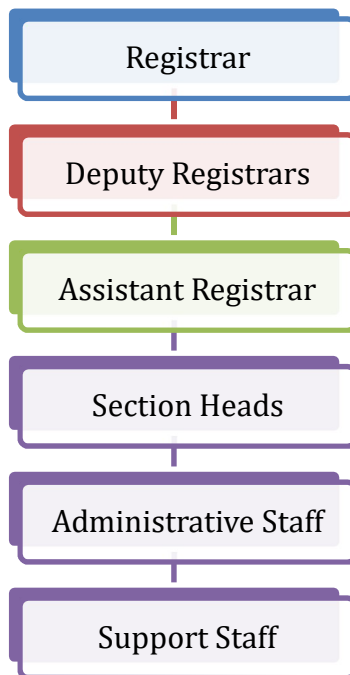 Registrar
Deputy Registrars
Assistant Registrar
Section Heads
Administrative Staff
Support Staff